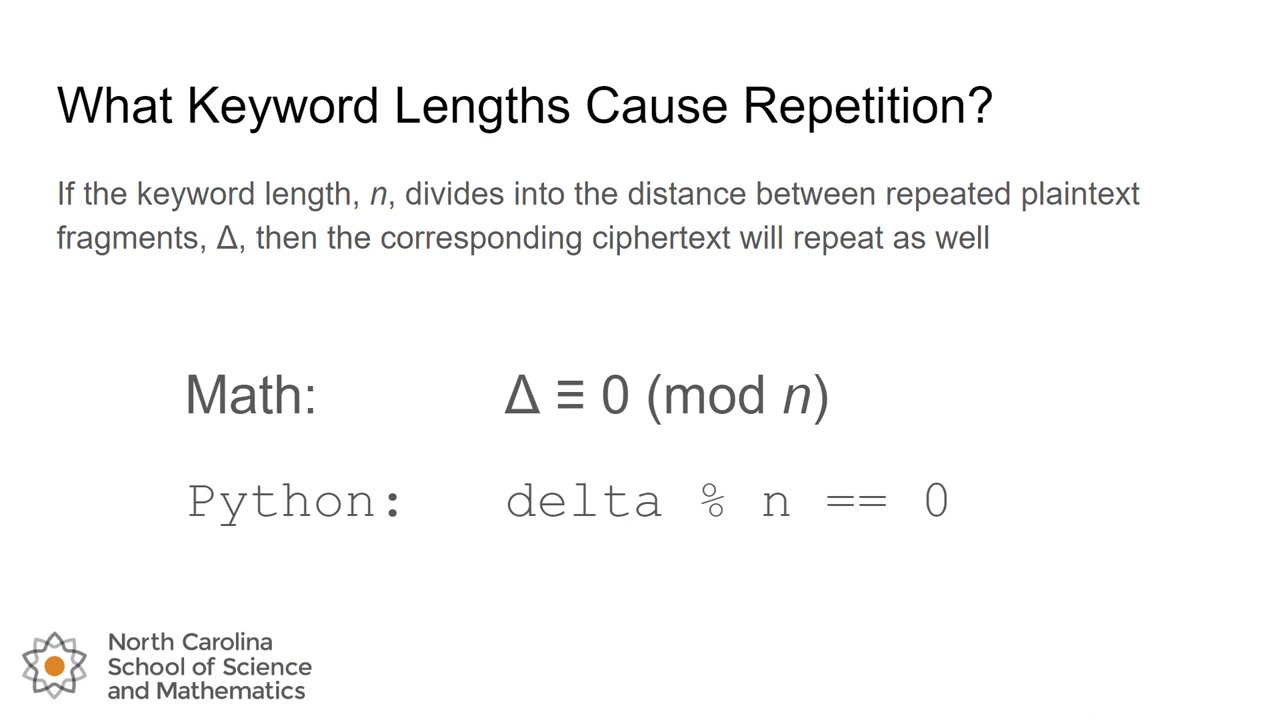 What Keyword Lengths Cause Repetition?
If the keyword length, n, divides into the distance between repeated plaintext
fragments, Δ, then the corresponding ciphertext will repeat as well
Math: Δ ≡ 0 (mod n)
Python: delta % n == 0
North Carolina
School of Science
and Mathematics